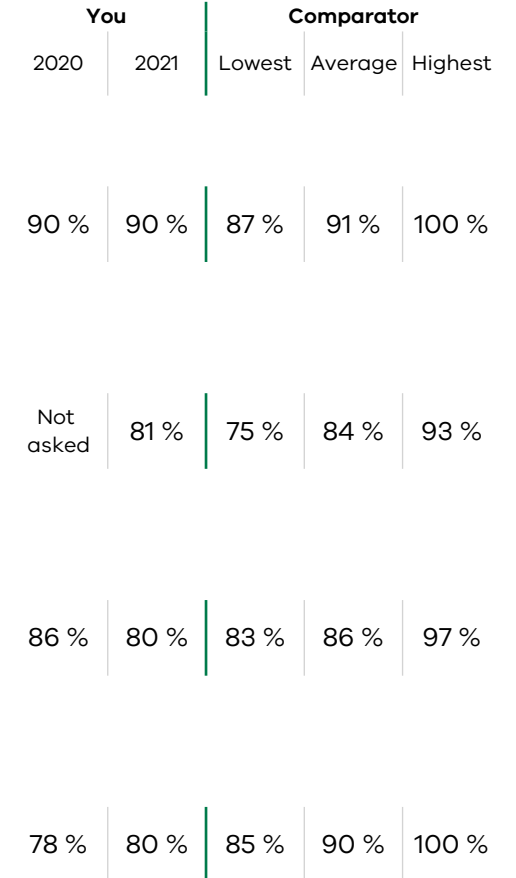 You Comparator
2020 2021 Lowest Average Highest
90 % 90 % 87 % 91 % 100 %
Not
asked 81 % 75 % 84 % 93 %
86 % 80 % 83 % 86 % 97 %
78 % 80 % 85 % 90 % 100 %